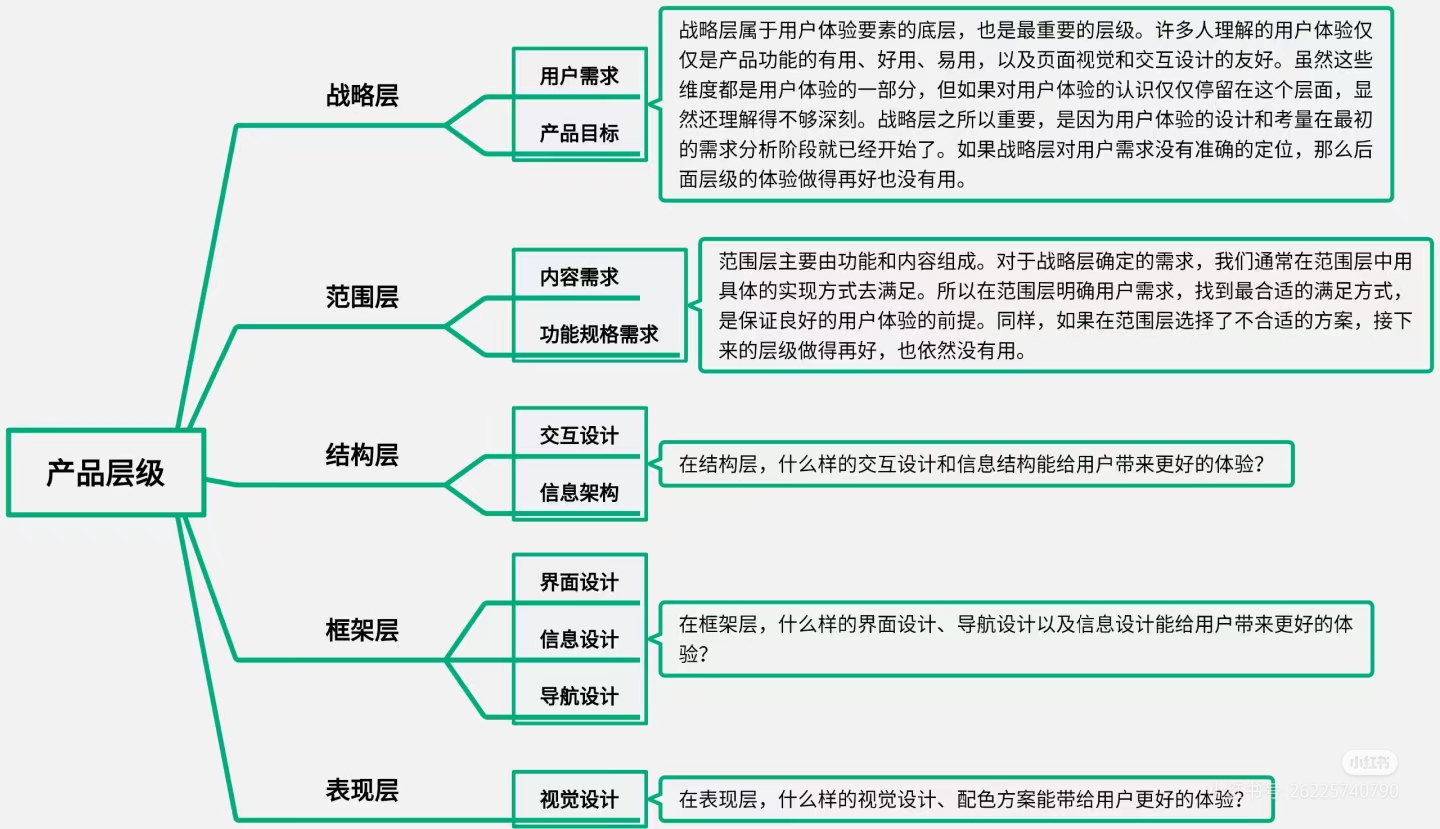 产品层级
战略层
用户需求
产品目标
战略层属于用户体验要素的底层，也是最重要的层级。许多人理解的用户体验仅
仅是产品功能的有用、好用、易用，以及页面视觉和交互设计的友好。虽然这些
维度都是用户体验的一部分，但如果对用户体验的认识仅仅停留在这个层面，显
然还理解得不够深刻。战略层之所以重要，是因为用户体验的设计和考量在最初
的需求分析阶段就已经开始了。如果战略层对用户需求没有准确的定位，那么后
面层级的体验做得再好也没有用。
范围层
内容需求
功能规格需求
范围层主要由功能和内容组成。对于战略层确定的需求，我们通常在范围层中用
具体的实现方式去满足。所以在范围层明确用户需求，找到最合适的满足方式，
是保证良好的用户体验的前提。同样，如果在范围层选择了不合适的方案，接下
来的层级做得再好，也依然没有用。
结构层
交互设计
信息架构
在结构层，什么样的交互设计和信息结构能给用户带来更好的体验？
框架层
界面设计
信息设计
导航设计
在框架层，什么样的界面设计、导航设计以及信息设计能给用户带来更好的体
验？
表现层
视觉设计
在表现层，什么样的视觉设计、配色方案能带给用户更好的体验？
小红书
小红书号 26225740790